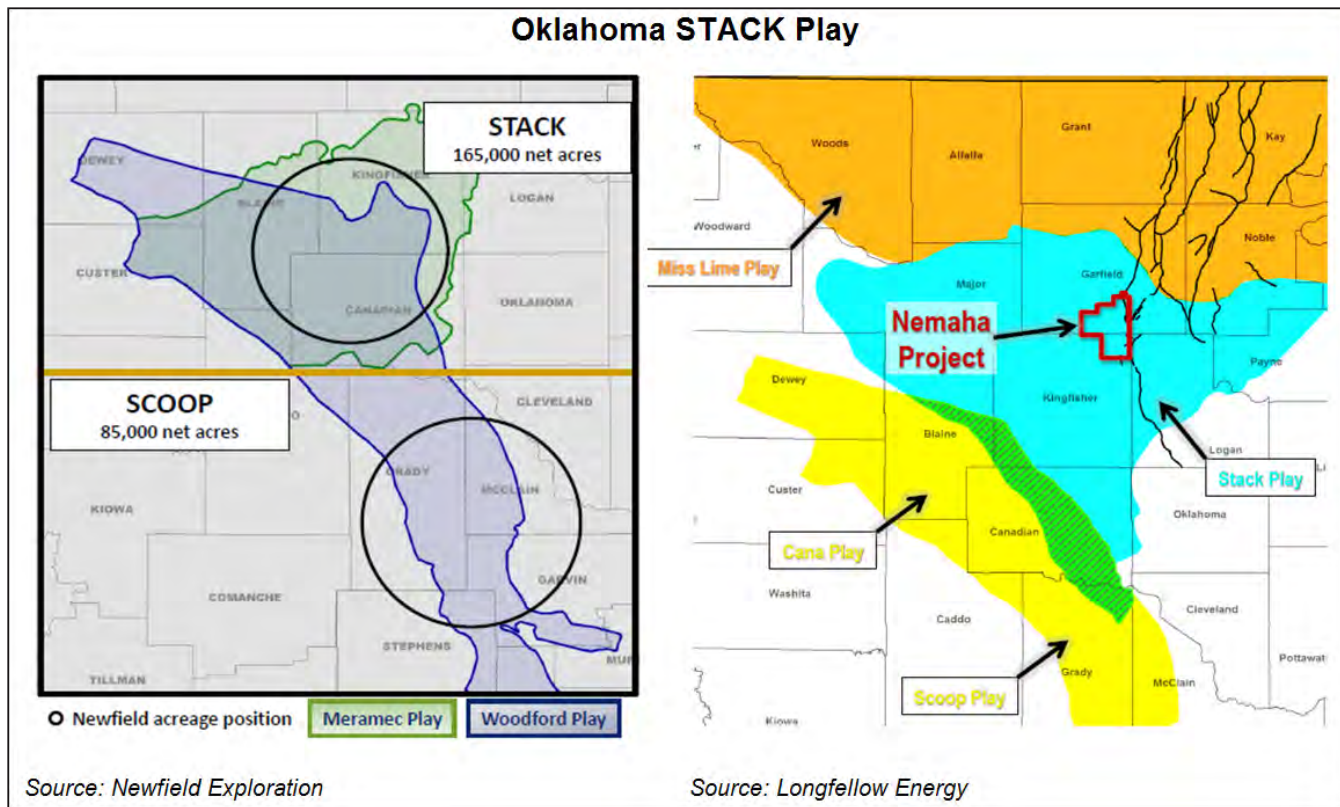 Oklahoma STACK Play
STACK
165,000 net acres
DEWEY
KINGFISHER
BLAINE
LOGAN
CUSTER
CANADIAN
OKLAHOMA
SCOOP
85,000 net acres
CLEVELAND
GRADY
MCCLAIN
KIOWA
GARVIN
COMANCHE
STEPHENS
TILLMAN
Newfield acreage position
Meramec Play
Woodford Play
Source: Newfield Exploration
Grant
Kay
Woods
Alfalfa
Woodward
Noble
Miss Lime Play
Garfield
Major
Nemaha
Project
Payne
Dewey
Kingfisher
Blaine
Logan
Stack Play
Custer
Oklahoma
Canadian
Cana Play
Washita
Caddo
Cleveland
Grady
McClain
Pottawat
Scoop Play
Kiowa
Source: Longfellow Energy